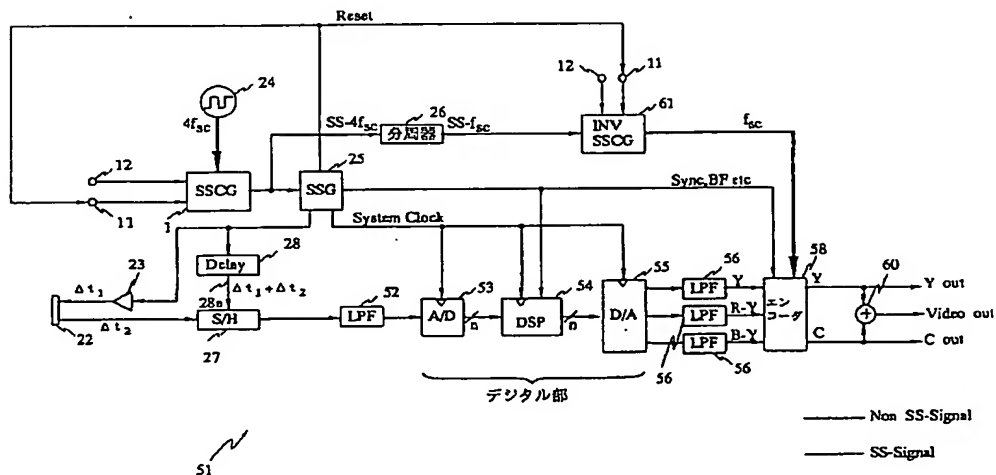 Reset
24
12
11
61
4fsc
SS-4fsc
26
分周器
SS-fsc
INV
SSCG
fsc
25
12
11
SSCG
1
SSG
Sync,BP etc
System Clock
23
Δt1
Δt2
22
Delay
28
Δt1+Δt2
28a
S/H
27
52
LPF
53
A/D
n
54
DSP
n
55
D/A
56
LPF
Y
LPF
R-Y
LPF
B-Y
56
56
58
エン
コーダ
Y
C
60
Y out
Video out
C out
デジタル部
51
Non SS-Signal
SS-Signal